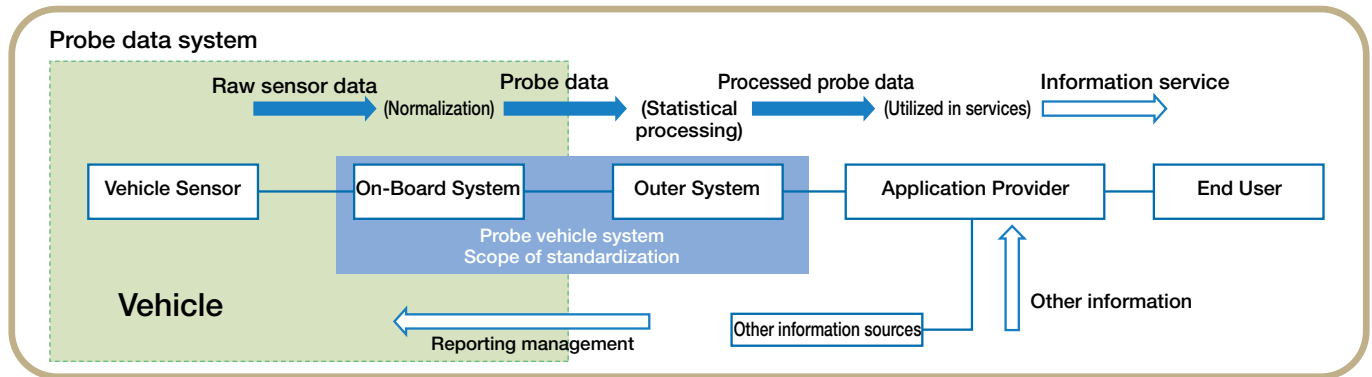 Probe data system
Raw sensor data
(Normalization)
Probe data
(Statistical
processing)
Processed probe data
(Utilized in services)
Information service
Vehicle Sensor
On-Board System
Outer System
Application Provider
End User
Probe vehicle system
Scope of standardization
Vehicle
Reporting management
Other information sources
Other information